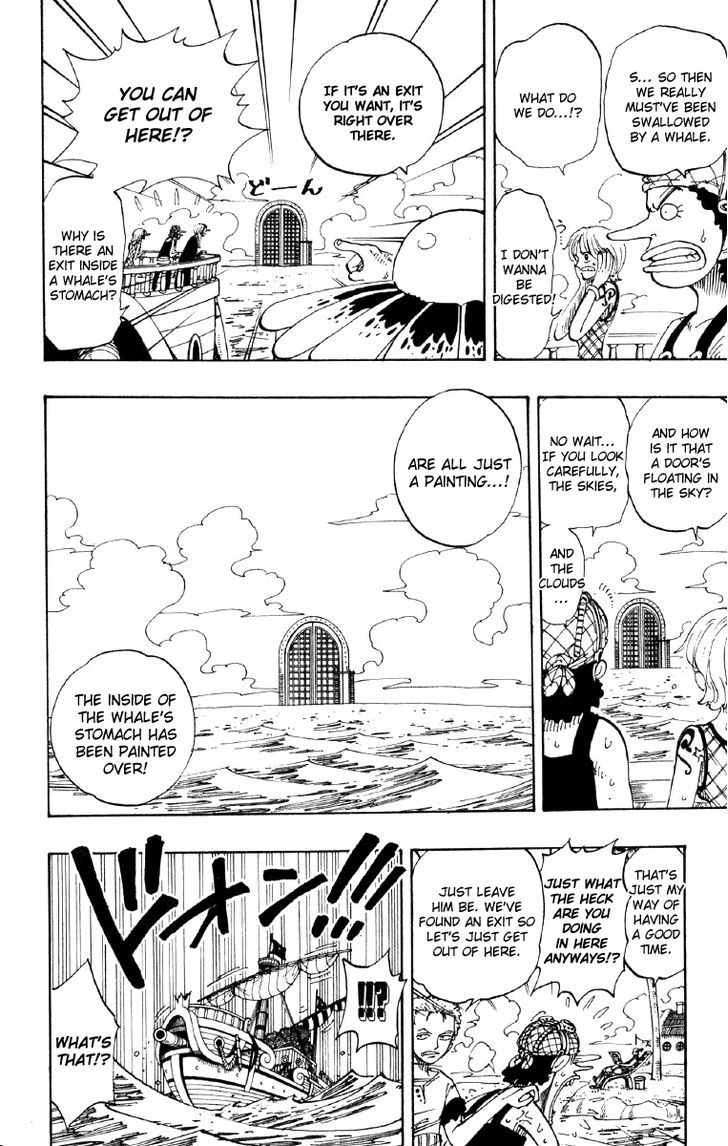 S... SO THEN
WE REALLY
MUST'VE BEEN
SWALLOWED
BY A WHALE.
WHAT DO
WE DO...!?
I DON'T
WANNA
BE
DIGESTED!
IF IT'S AN EXIT
YOU WANT, IT'S
RIGHT OVER
THERE.
YOU CAN
GET OUT OF
HERE!?
どーん
WHY IS
THERE AN
EXIT INSIDE
A WHALE'S
STOMACH?
AND HOW
IS IT THAT
A DOOR'S
FLOATING IN
THE SKY?
NO WAIT...
IF YOU LOOK
CAREFULLY,
THE SKIES,
AND
THE
CLOUDS
...
ARE ALL JUST
A PAINTING...!
THE INSIDE OF
THE WHALE'S
STOMACH HAS
BEEN PAINTED
OVER!
THAT'S
JUST MY
WAY OF
HAVING
A GOOD
TIME.
JUST WHAT
THE HECK
ARE YOU
DOING
IN HERE
ANYWAYS!?
JUST LEAVE
HIM BE. WE'VE
FOUND AN EXIT SO
LET'S JUST GET
OUT OF HERE.
ドォン!!!
!!?
WHAT'S
THAT!?